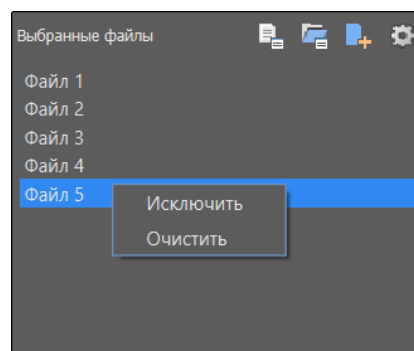 Выбранные файлы
Файл 1
Файл 2
Файл 3
Файл 4
Файл 5
Исключить
Очистить